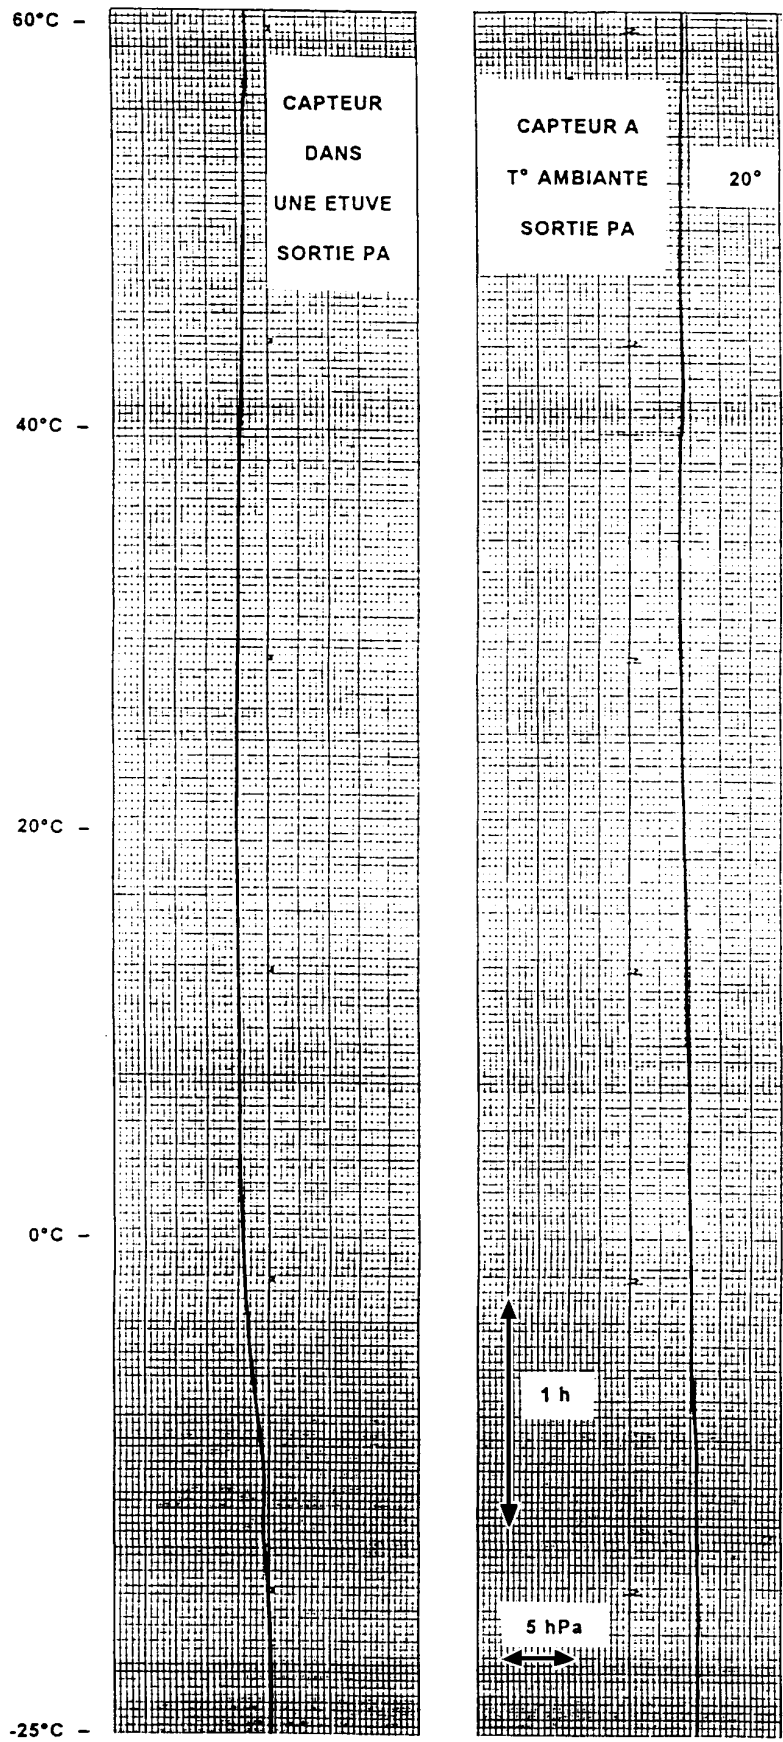 60°C –
CAPTEUR
DANS
UNE ETUVE
SORTIE PA
CAPTEUR A
T° AMBIANTE
SORTIE PA
20°
40°C –
20°C –
0°C –
1 h
5 hPa
-25°C –